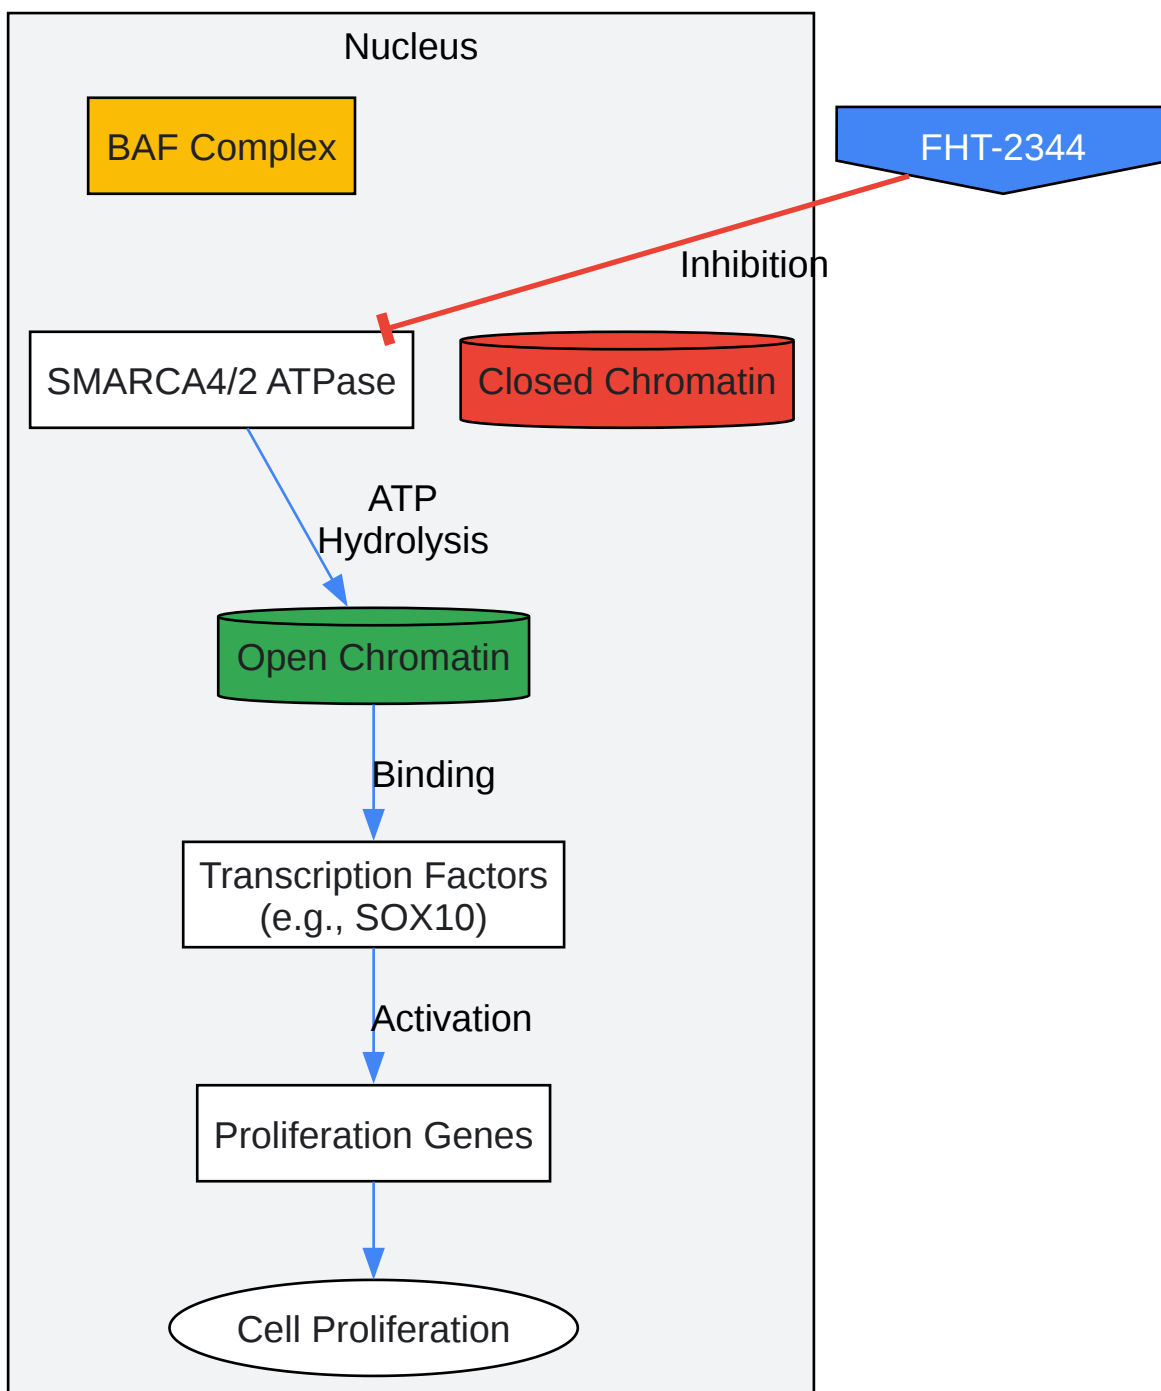 Nucleus
BAF Complex
FHT-2344
Inhibition
SMARCA4/2 ATPase
Closed Chromatin
ATP
Hydrolysis
Open Chromatin
Binding
Transcription Factors
(e.g., SOX10)
Activation
Proliferation Genes
Cell Proliferation